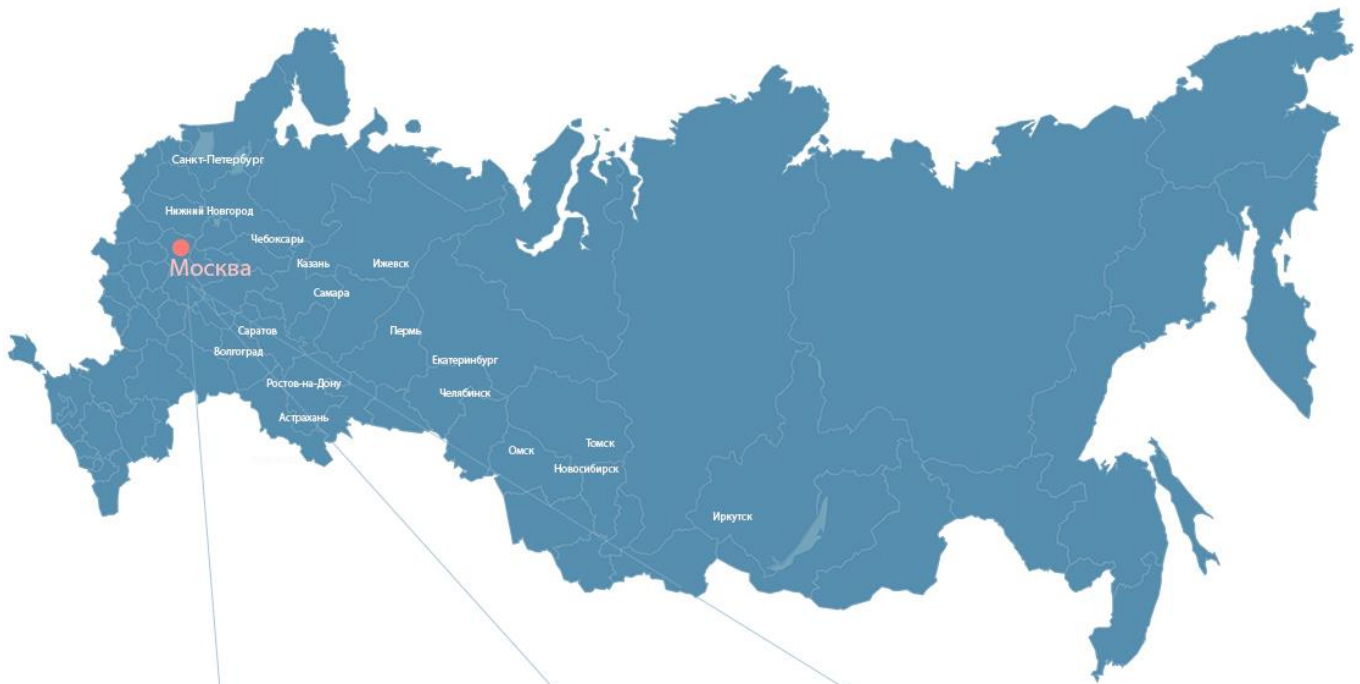 Санкт-Петербург
Нижний Новгород
Чебоксары
Москва
Казань
Ижевск
Самара
Саратов
Пермь
Волгоград
Екатеринбург
Ростов-на-Дону
Челябинск
Астрахань
Омск
Томск
Новосибирск
Иркутск